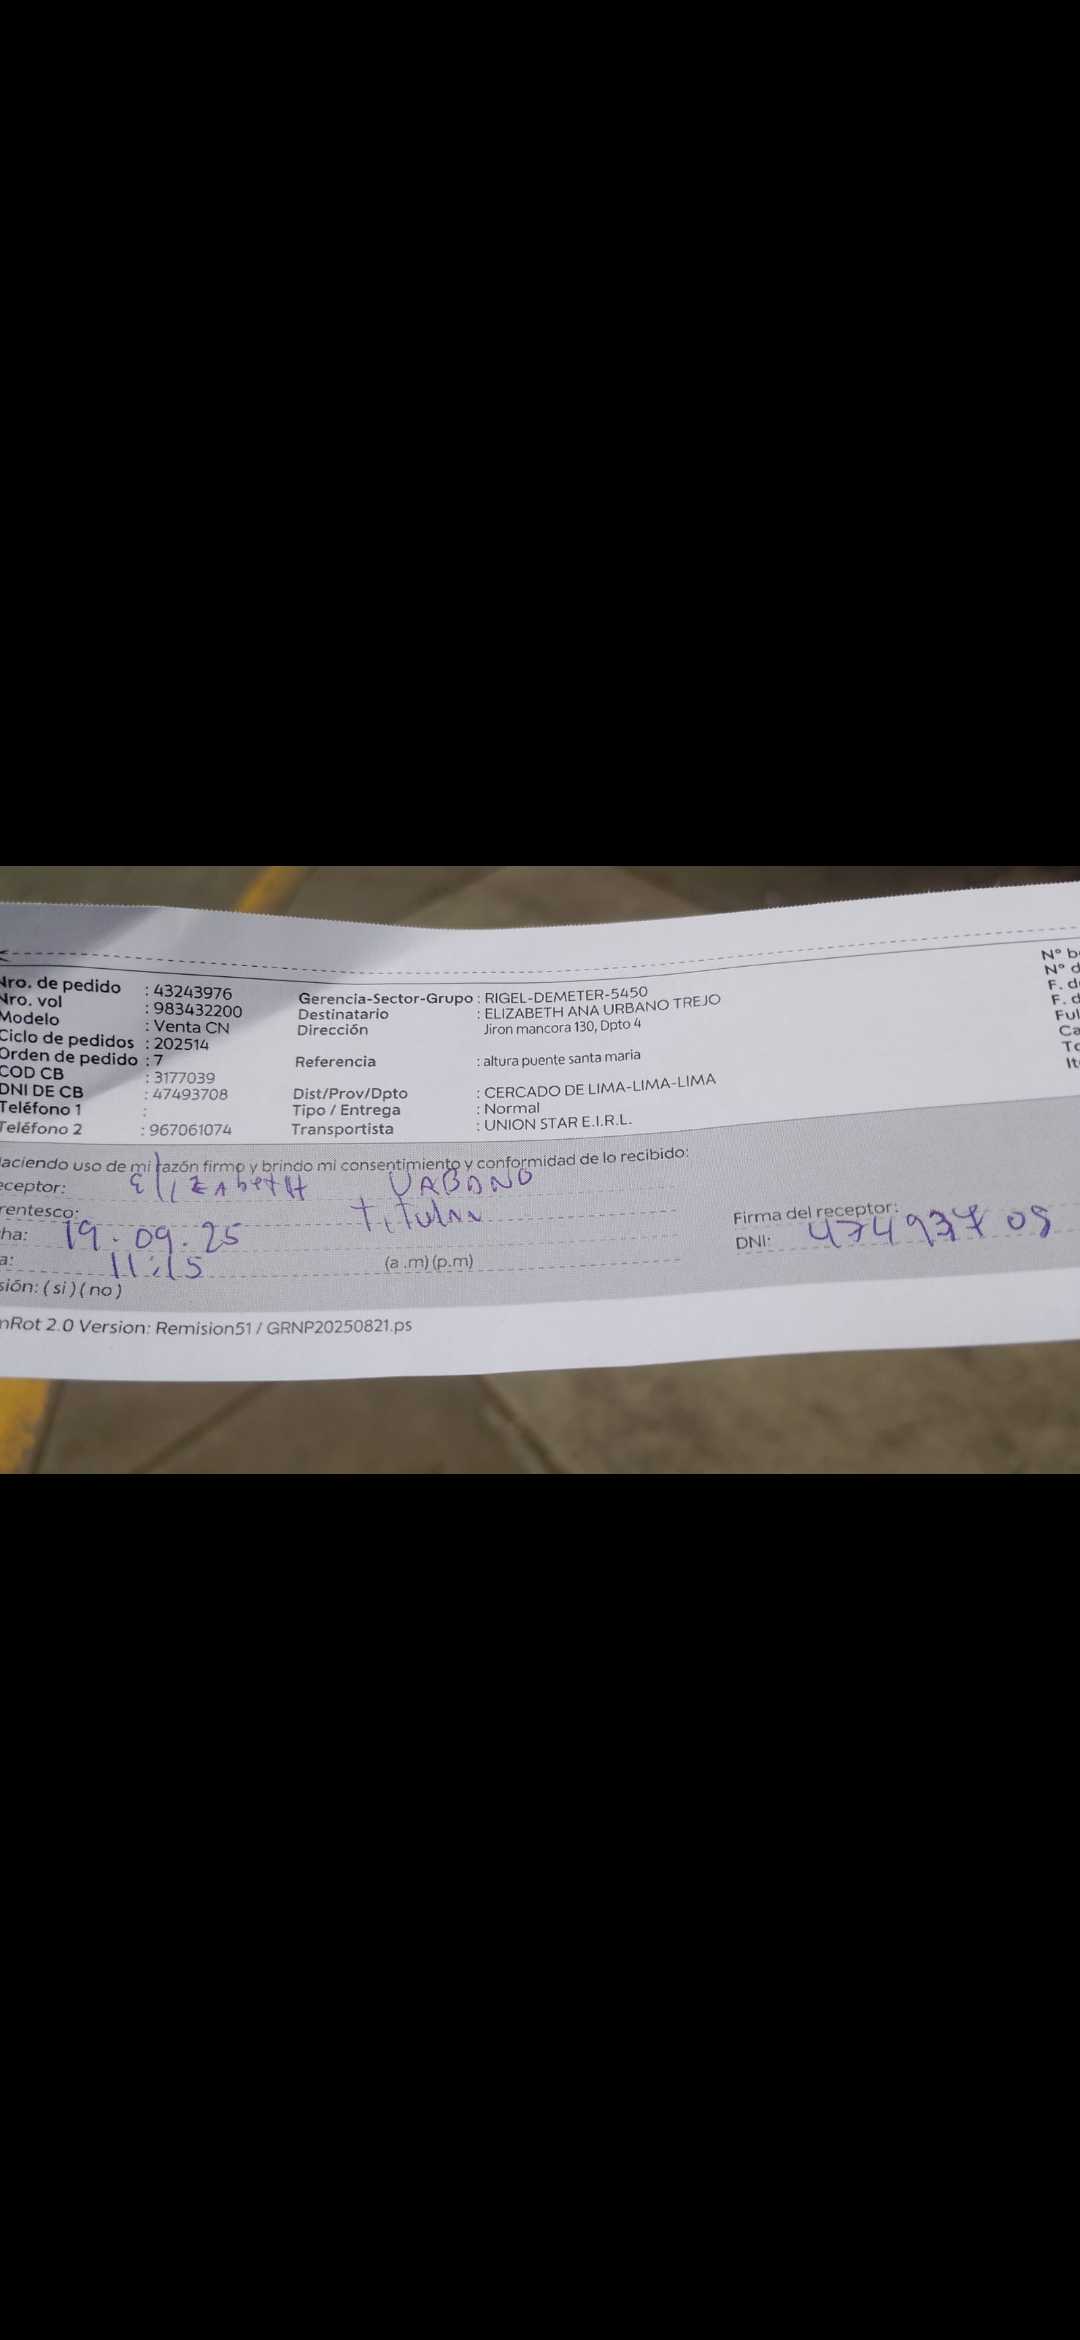 Nro. de pedido : 43243976
Nro. vol : 983432200
Modelo : Venta CN
Ciclo de pedidos : 202514
Orden de pedido : 7
COD CB : 3177039
DNI DE CB : 47493708
Teléfono 1 :
Teléfono 2 : 967061074
Gerencia-Sector-Grupo : RIGEL-DEMETER-5450
Destinatario : ELIZABETH ANA URBANO TREJO
Dirección Jiron mancora 130, Dpto 4
Referencia : altura puente santa maria
Dist/Prov/Dpto : CERCADO DE LIMA-LIMA-LIMA
Tipo / Entrega : Normal
Transportista : UNION STAR E.I.R.L.
N° b
N° d
F. d
F. d
Ful
Ca
To
It
Haciendo uso de mi razón firmo y brindo mi consentimiento y conformidad de lo recibido:
eceptor: ElIZAbetH URBANO
rentesco: TiTular
ha: 19.09.25
a: 11:15 (a .m) (p.m)
sión: ( si ) ( no )
Firma del receptor:
DNI: 47493708
nRot 2.0 Version: Remision51 / GRNP20250821.ps